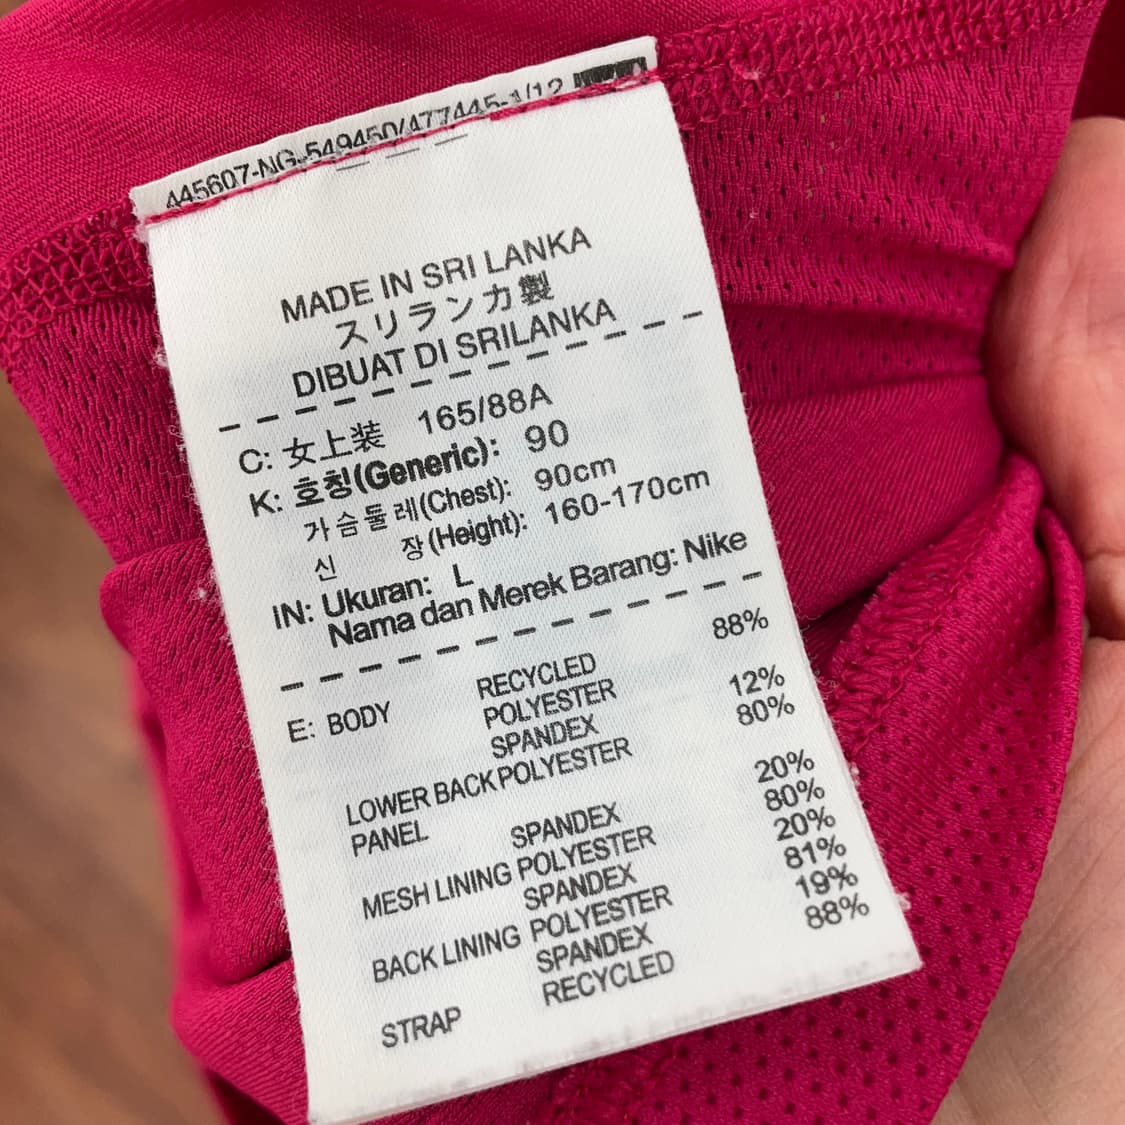 445607-NG-549450/477445-1/12
MADE IN SRI LANKA
スリランカ製
DIBUAT DI SRILANKA
C: 女上装 165/88A
K: 호칭(Generic): 90
가슴둘레(Chest): 90cm
신 장(Height): 160-170cm
IN: Ukuran: L
Nama dan Merek Barang: Nike
E: BODY RECYCLED 88%
POLYESTER
SPANDEX 12%
LOWER BACK POLYESTER 80%
PANEL
SPANDEX 20%
MESH LINING POLYESTER 80%
SPANDEX 20%
BACK LINING POLYESTER 81%
SPANDEX 19%
STRAP RECYCLED 88%